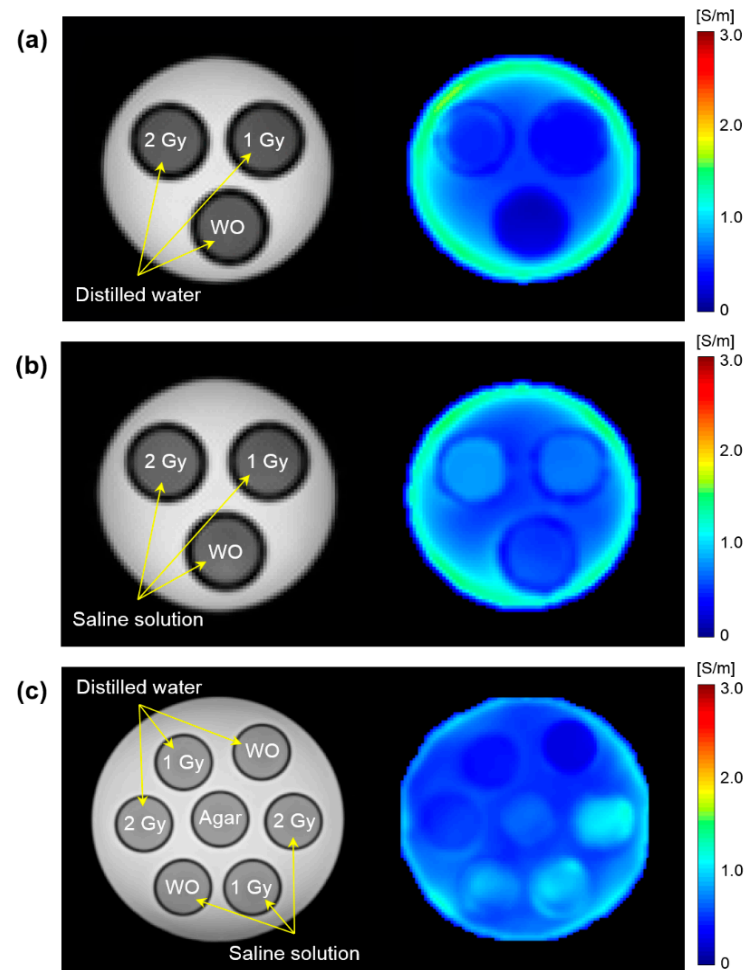 (a)
[S/m]
3.0
2 Gy
1 Gy
2.0
WO
1.0
Distilled water
0
(b)
[S/m]
3.0
2 Gy
1 Gy
2.0
WO
1.0
Saline solution
0
(c)
[S/m]
Distilled water
3.0
WO
1 Gy
2.0
2 Gy
Agar
2 Gy
WO
1 Gy
1.0
Saline solution
0